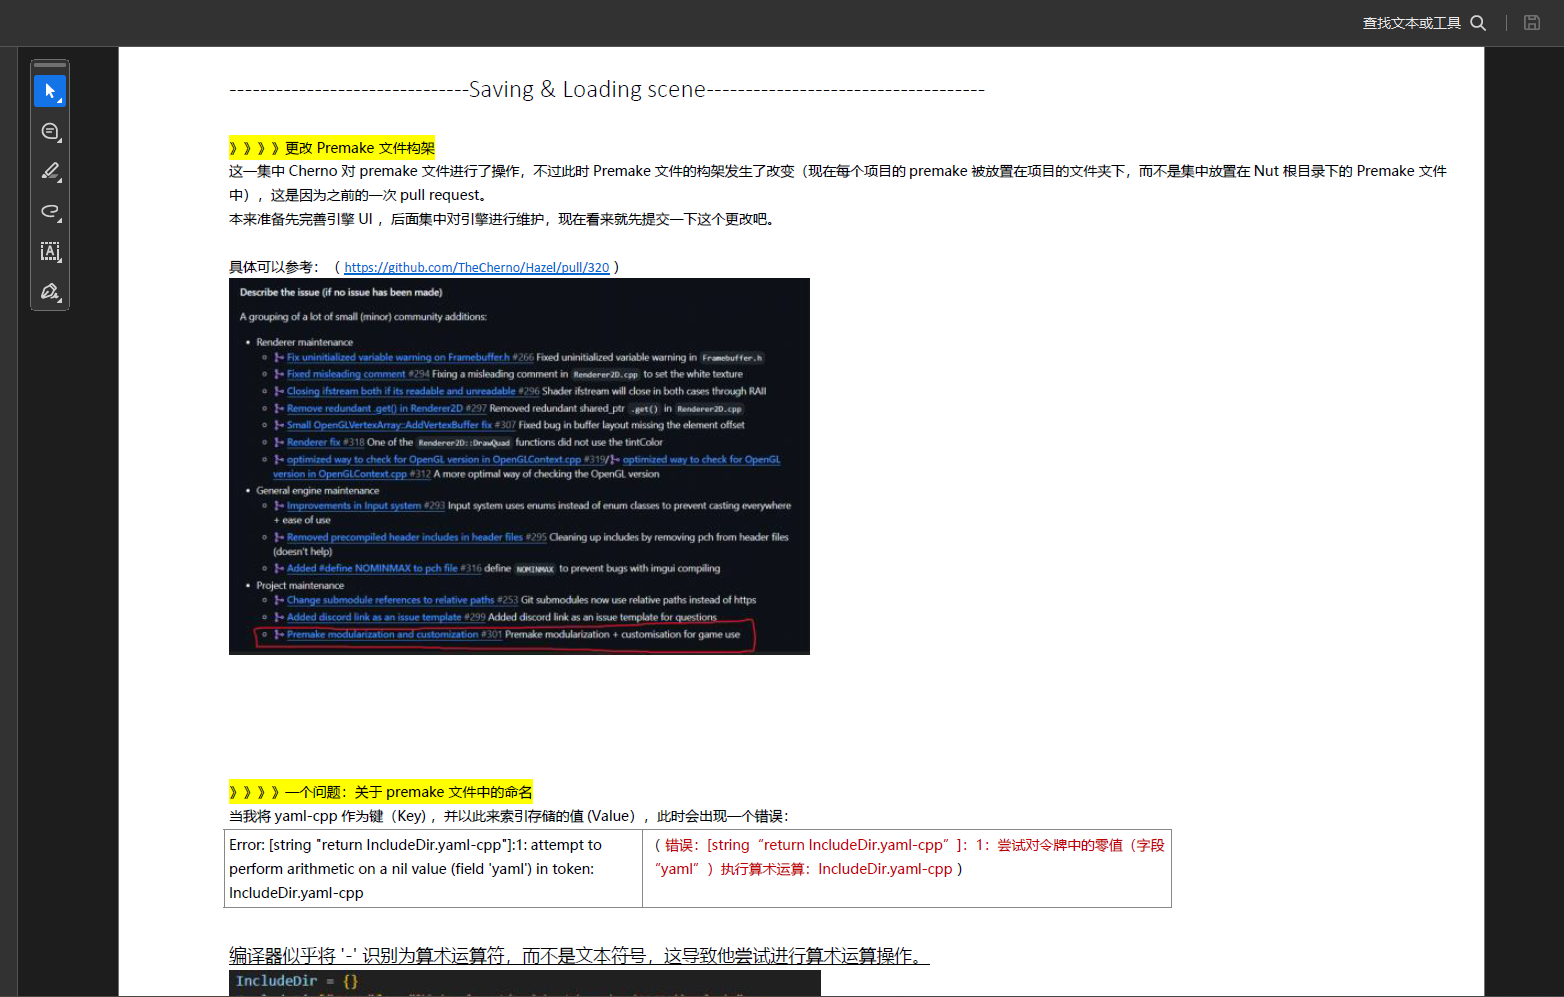 查找文本或工具
-------------------------------Saving & Loading scene------------------------------------
》》》》更改 Premake 文件构架
这一集中 Cherno 对 premake 文件进行了操作，不过此时 Premake 文件的构架发生了改变（现在每个项目的 premake 被放置在项目的文件夹下，而不是集中放置在 Nut 根目录下的 Premake 文件
中），这是因为之前的一次 pull request。
本来准备先完善引擎 UI ，后面集中对引擎进行维护，现在看来就先提交一下这个更改吧。
具体可以参考：（ https://github.com/TheCherno/Hazel/pull/320 ）
Describe the issue (if no issue has been made)
A grouping of a lot of small (minor) community additions:
• Renderer maintenance
Fix uninitialized variable warning on Framebuffer.h #266 Fixed uninitialized variable warning in Framebuffer.h
Fixed misleading comment #294 Fixing a misleading comment in Renderer2D.cpp to set the white texture
Closing ifstream both if its readable and unreadable #296 Shader ifstream will close in both cases through RAII
Remove redundant .get() in Renderer2D #297 Removed redundant shared_ptr .get() in Renderer2D.cpp
Small OpenGLVertexArray::AddVertexBuffer fix #307 Fixed bug in buffer layout missing the element offset
Renderer fix #318 One of the Renderer2D::DrawQuad functions did not use the tintColor
optimized way to check for OpenGL version in OpenGLContext.cpp #319/ optimized way to check for OpenGL
version in OpenGLContext.cpp #312 A more optimal way of checking the OpenGL version
• General engine maintenance
Improvements in Input system #293 Input system uses enums instead of enum classes to prevent casting everywhere
+ ease of use
Removed precompiled header includes in header files #295 Cleaning up includes by removing pch from header files
(doesn't help)
Added #define NOMINMAX to pch file #316 define NOMINMAX to prevent bugs with imgui compiling
• Project maintenance
Change submodule references to relative paths #253 Git submodules now use relative paths instead of https
Added discord link as an issue template #299 Added discord link as an issue template for questions
Premake modularization and customization #301 Premake modularization + customisation for game use
》》》》一个问题：关于 premake 文件中的命名
当我将 yaml-cpp 作为键（Key) ，并以此来索引存储的值 (Value) ，此时会出现一个错误：
Error: [string "return IncludeDir.yaml-cpp"]:1: attempt to
perform arithmetic on a nil value (field 'yaml') in token:
IncludeDir.yaml-cpp
（ 错误：[string“return IncludeDir.yaml-cpp”]：1：尝试对令牌中的零值（字段
“yaml”）执行算术运算：IncludeDir.yaml-cpp ）
编译器似乎将 '-' 识别为算术运算符，而不是文本符号，这导致他尝试进行算术运算操作。
IncludeDir = {}